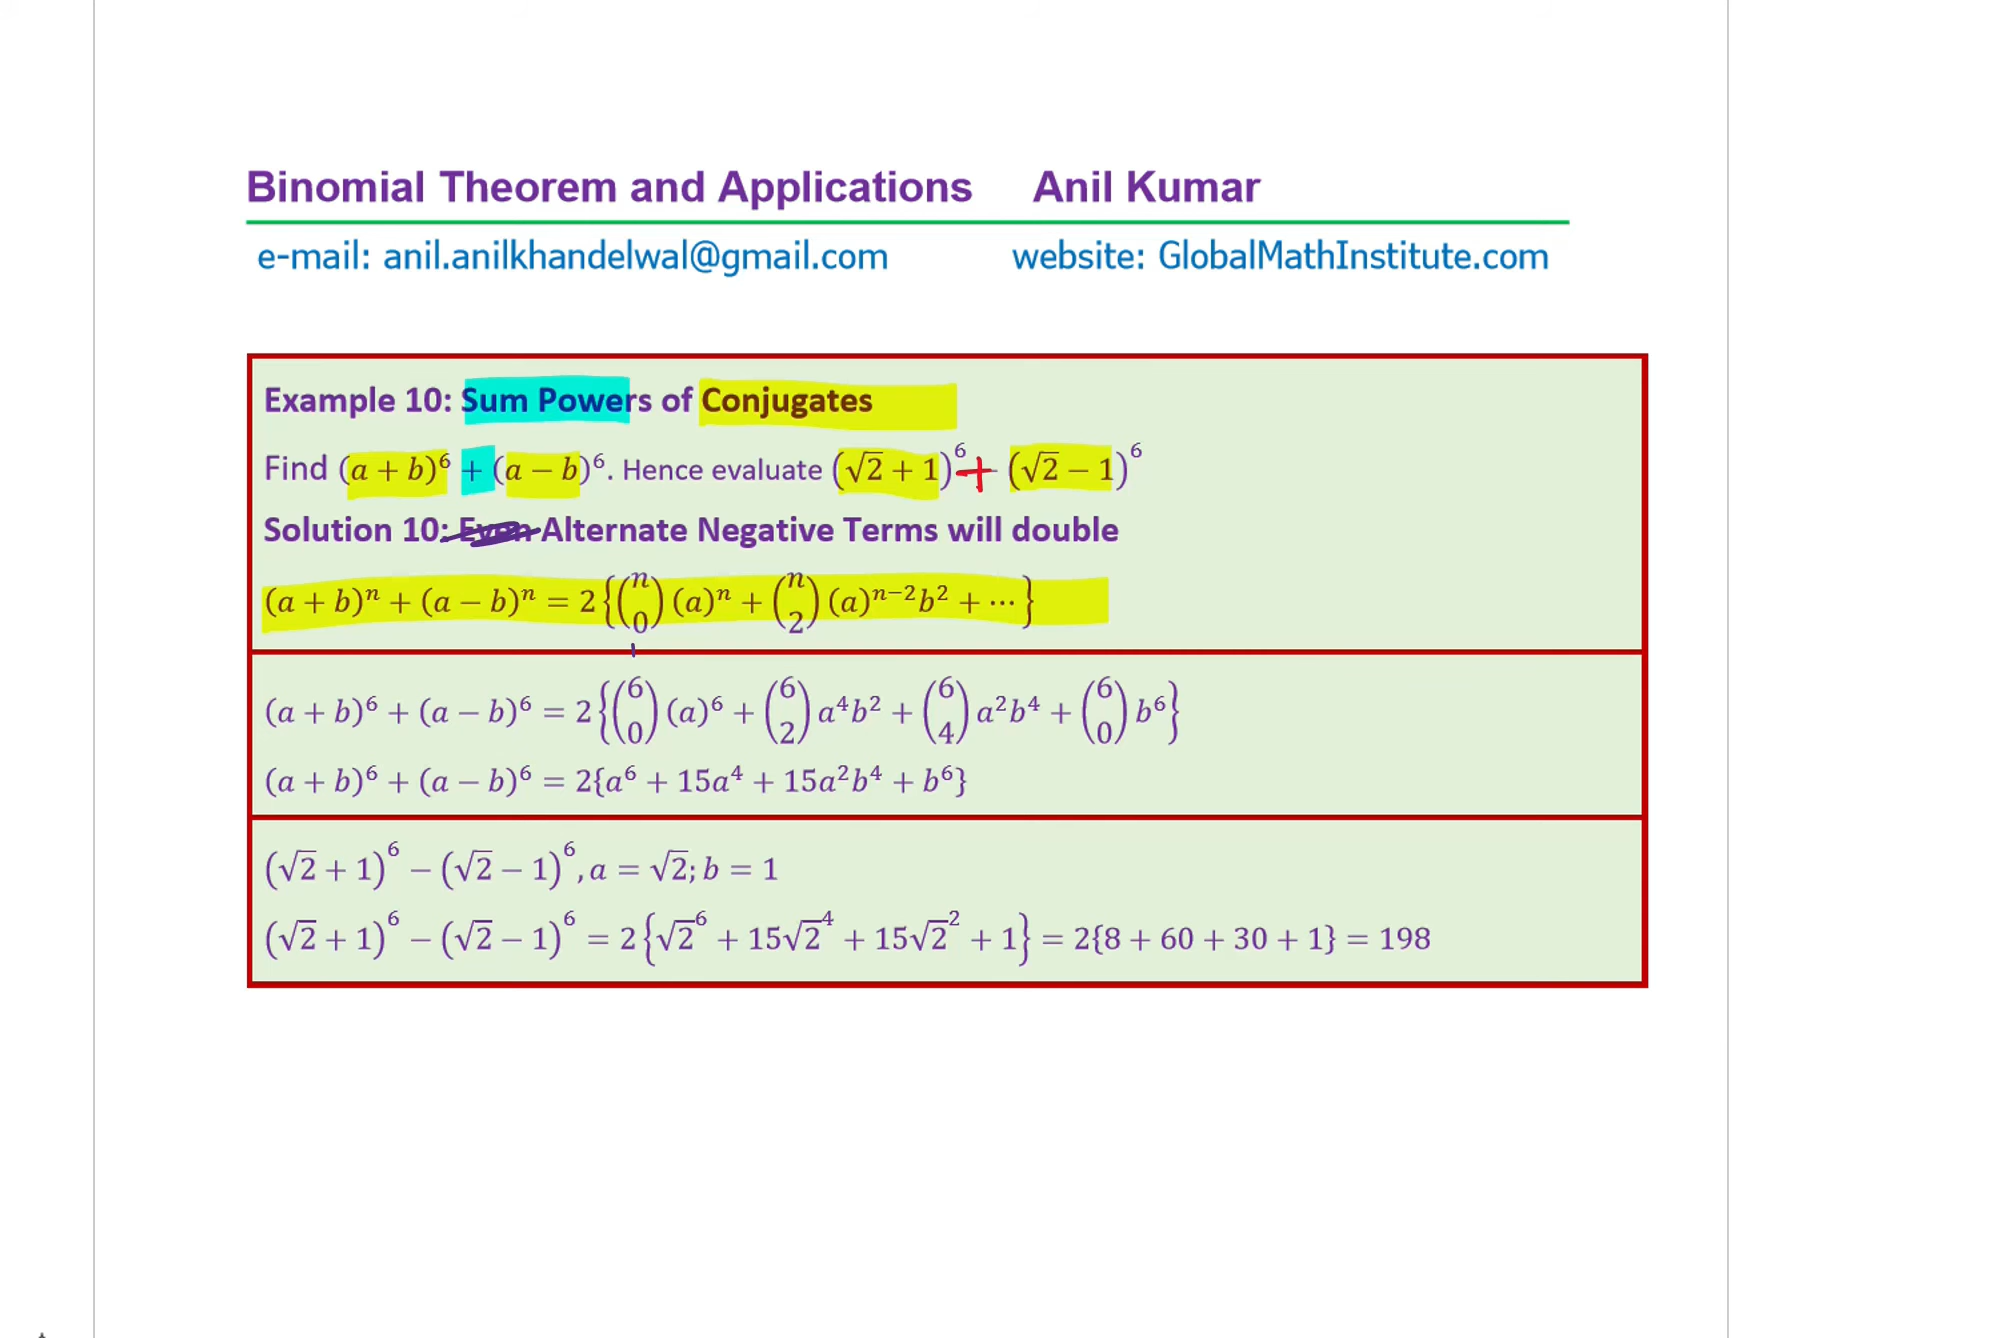 Binomial Theorem and Applications Anil Kumar
e-mail: anil.anilkhandelwal@gmail.com website: GlobalMathInstitute.com
Example 10: Sum Powers of Conjugates
Find (a + b)⁶ + (a − b)⁶. Hence evaluate (√2 + 1)⁶ + (√2 − 1)⁶
Solution 10: Even Alternate Negative Terms will double
(a + b)ⁿ + (a − b)ⁿ = 2{(n 0)(a)ⁿ + (n 2)(a)ⁿ⁻²b² + ⋯}
(a + b)⁶ + (a − b)⁶ = 2{(6 0)(a)⁶ + (6 2)a⁴b² + (6 4)a²b⁴ + (6 0)b⁶}
(a + b)⁶ + (a − b)⁶ = 2{a⁶ + 15a⁴ + 15a²b⁴ + b⁶}
(√2 + 1)⁶ − (√2 − 1)⁶, a = √2; b = 1
(√2 + 1)⁶ − (√2 − 1)⁶ = 2{√2⁶ + 15√2⁴ + 15√2² + 1} = 2{8 + 60 + 30 + 1} = 198